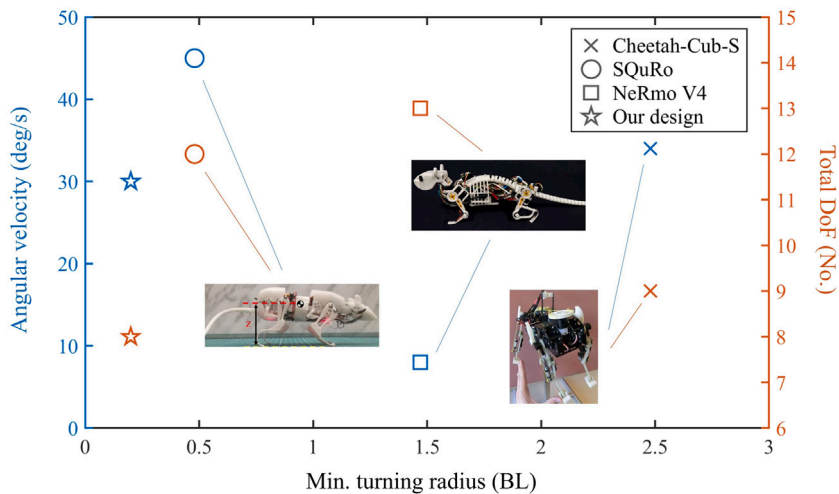 50
40
30
20
10
0
Angular velocity (deg/s)
15
14
13
12
11
10
9
8
7
6
Total DoF (No.)
Cheetah-Cub-S
SQuRo
NeRmo V4
Our design
z
0
0.5
1
1.5
2
2.5
3
Min. turning radius (BL)